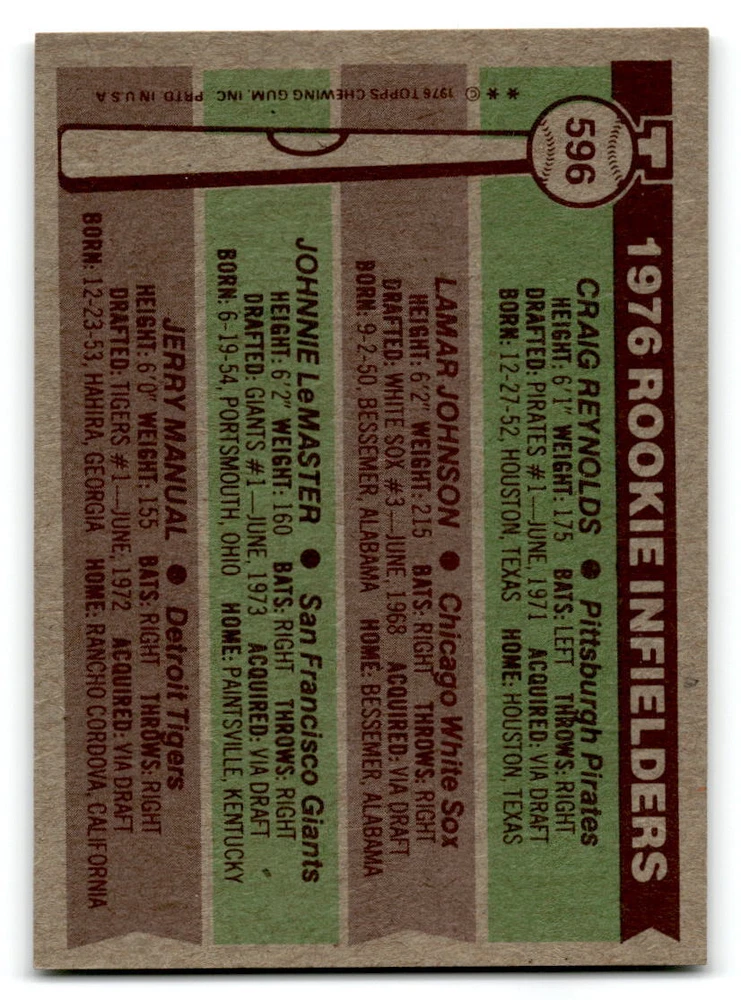 T
1976 ROOKIE INFIELDERS
596
CRAIG REYNOLDS ● Pittsburgh Pirates
HEIGHT: 6'1" WEIGHT: 175 BATS: LEFT THROWS: RIGHT
DRAFTED: PIRATES #1—JUNE, 1971 ACQUIRED: VIA DRAFT
BORN: 12-27-52, HOUSTON, TEXAS HOME: HOUSTON, TEXAS
LAMAR JOHNSON ● Chicago White Sox
HEIGHT: 6'2" WEIGHT: 215 BATS: RIGHT THROWS: RIGHT
DRAFTED: WHITE SOX #3—JUNE, 1968 ACQUIRED: VIA DRAFT
BORN: 9-2-50, BESSEMER, ALABAMA HOME: BESSEMER, ALABAMA
JOHNNIE LeMASTER ● San Francisco Giants
HEIGHT: 6'2" WEIGHT: 160 BATS: RIGHT THROWS: RIGHT
DRAFTED: GIANTS #1—JUNE, 1973 ACQUIRED: VIA DRAFT
BORN: 6-19-54, PORTSMOUTH, OHIO HOME: PAINTSVILLE, KENTUCKY
JERRY MANUAL ● Detroit Tigers
HEIGHT: 6'0" WEIGHT: 155 BATS: RIGHT THROWS: RIGHT
DRAFTED: TIGERS #1—JUNE, 1972 ACQUIRED: VIA DRAFT
BORN: 12-23-53, HAHIRA, GEORGIA HOME: RANCHO CORDOVA, CALIFORNIA
** © 1976 TOPPS CHEWING GUM, INC. PRTD. IN U.S.A.